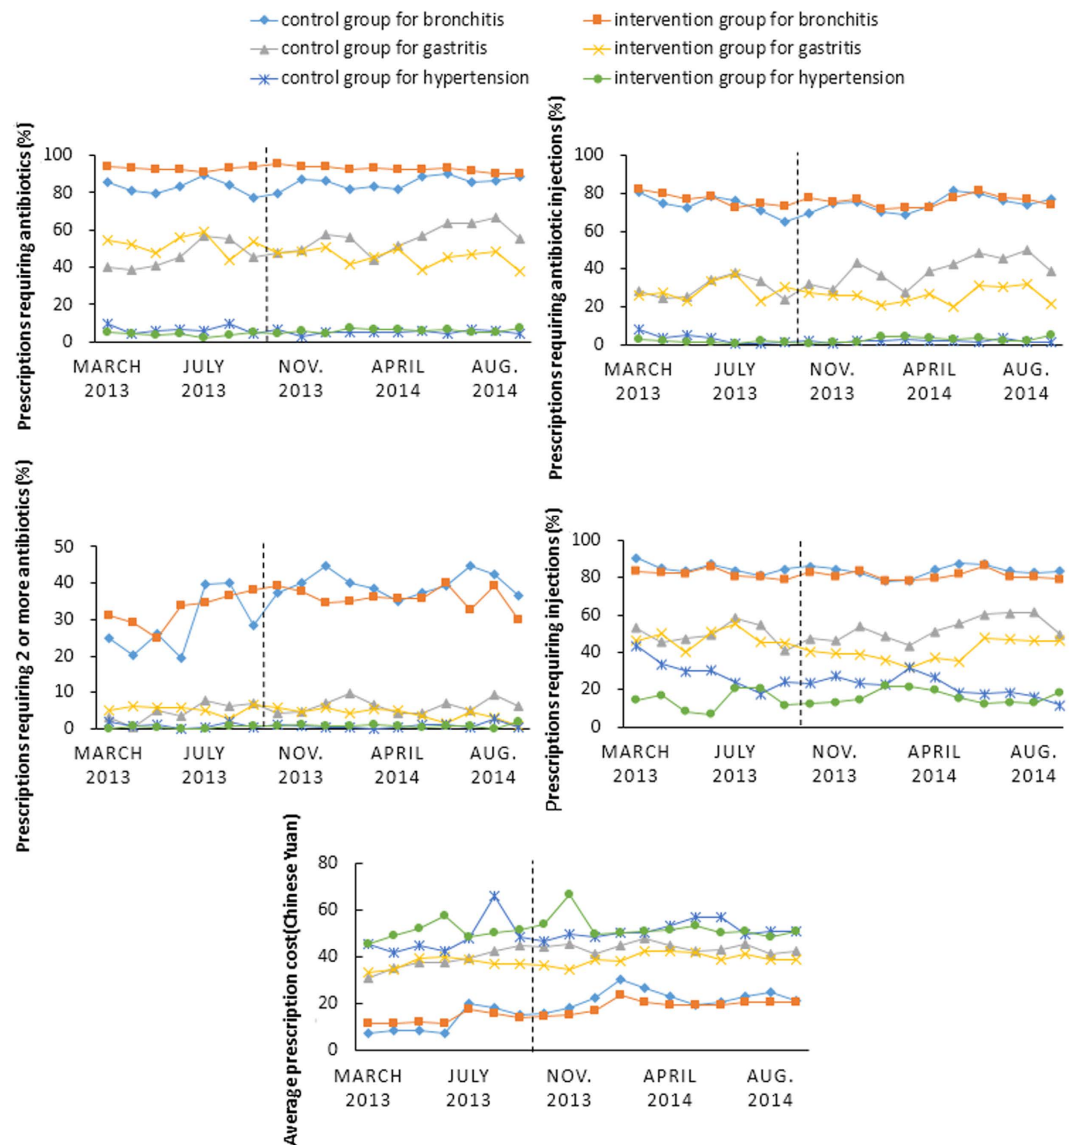 control group for bronchitis
intervention group for bronchitis
control group for gastritis
intervention group for gastritis
control group for hypertension
intervention group for hypertension
Prescriptions requiring antibiotics (%)
100
80
60
40
20
0
MARCH 2013
JULY 2013
NOV. 2013
APRIL 2014
AUG. 2014
Prescriptions requiring antibiotic injections (%)
100
80
60
40
20
0
MARCH 2013
JULY 2013
NOV. 2013
APRIL 2014
AUG. 2014
Prescriptions requiring 2 or more antibiotics (%)
50
40
30
20
10
0
MARCH 2013
JULY 2013
NOV. 2013
APRIL 2014
AUG. 2014
Prescriptions requiring injections (%)
100
80
60
40
20
0
MARCH 2013
JULY 2013
NOV. 2013
APRIL 2014
AUG. 2014
Average prescription cost(Chinese Yuan)
80
60
40
20
0
MARCH 2013
JULY 2013
NOV. 2013
APRIL 2014
AUG. 2014